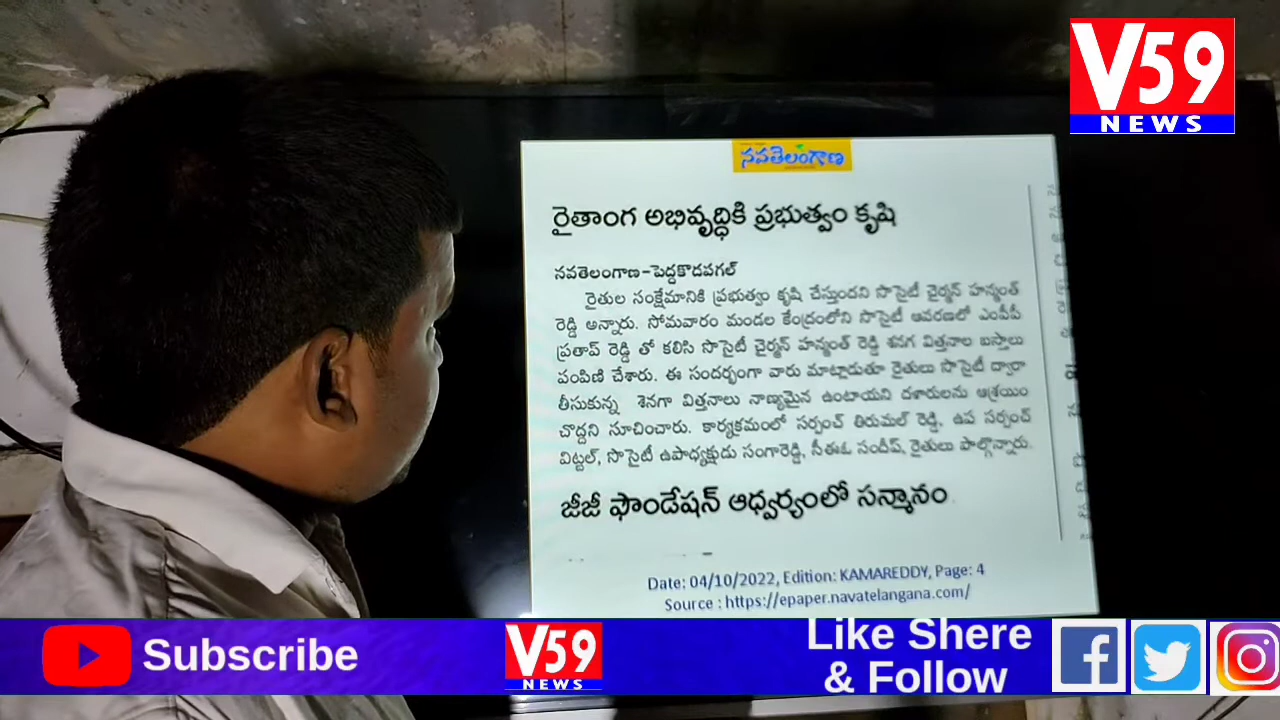 V59
NEWS
నవతెలంగాణ
రైతాంగ అభివృద్ధికి ప్రభుత్వం కృషి
నవతెలంగాణ-పెద్దకొడపగల్
రైతుల సంక్షేమానికి ప్రభుత్వం కృషి చేస్తుందని సొసైటీ చైర్మన్ హన్మంత్
రెడ్డి అన్నారు. సోమవారం మండల కేంద్రంలోని సొసైటీ ఆవరణలో ఎంపీపీ
ప్రతాప్ రెడ్డి తో కలిసి సొసైటీ చైర్మన్ హన్మంత్ రెడ్డి శనగ విత్తనాల బస్తాలు
పంపిణి చేశారు. ఈ సందర్భంగా వారు మాట్లాడుతూ రైతులు సొసైటీ ద్వారా
తీసుకున్న శెనగా విత్తనాలు నాణ్యమైన ఉంటాయని దళారులను ఆశ్రయిం
చొద్దని సూచించారు. కార్యక్రమంలో సర్పంచ్ తిరుమల్ రెడ్డి, ఉప సర్పంచ్
విట్టల్, సొసైటీ ఉపాధ్యక్షుడు సంగారెడ్డి, సీఈఓ సందీప్, రైతులు పాల్గొన్నారు.
జీజీ ఫౌండేషన్ ఆధ్వర్యంలో సన్మానం
Date: 04/10/2022, Edition: KAMAREDDY, Page: 4
Source : https://epaper.navatelangana.com/
Subscribe
V59
NEWS
Like Shere
& Follow